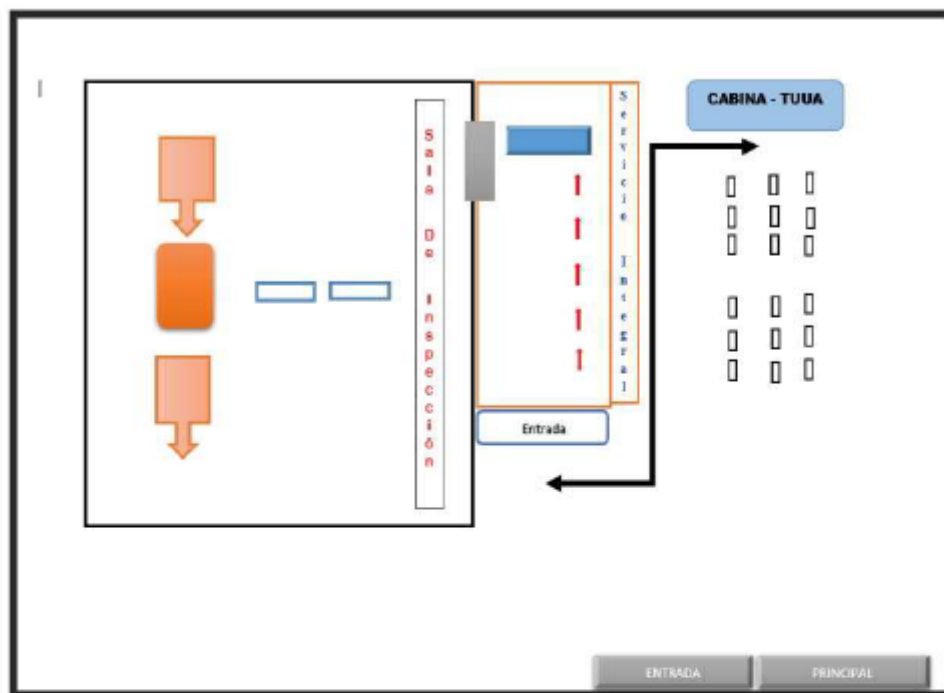 CABINA - TUUA
Servicio Integral
Sala De Inspección
Entrada
ENTRADA
PRINCIPAL